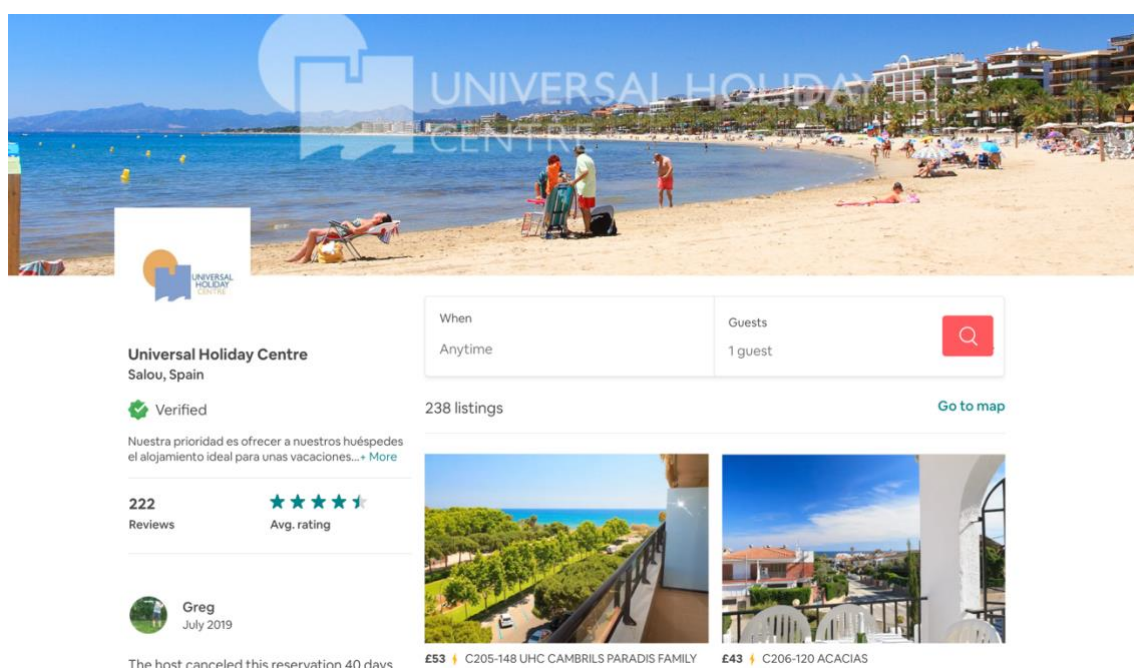 UNIVERSAL HOLIDAY
CENTRE
UNIVERSAL
HOLIDAY
CENTRE
Universal Holiday Centre
Salou, Spain
Verified
Nuestra prioridad es ofrecer a nuestros huéspedes
el alojamiento ideal para unas vacaciones...+ More
222
Reviews
Avg. rating
Greg
July 2019
The host canceled this reservation 40 days
When
Anytime
Guests
1 guest
238 listings
Go to map
£53 C205-148 UHC CAMBRILS PARADIS FAMILY
£43 C206-120 ACACIAS